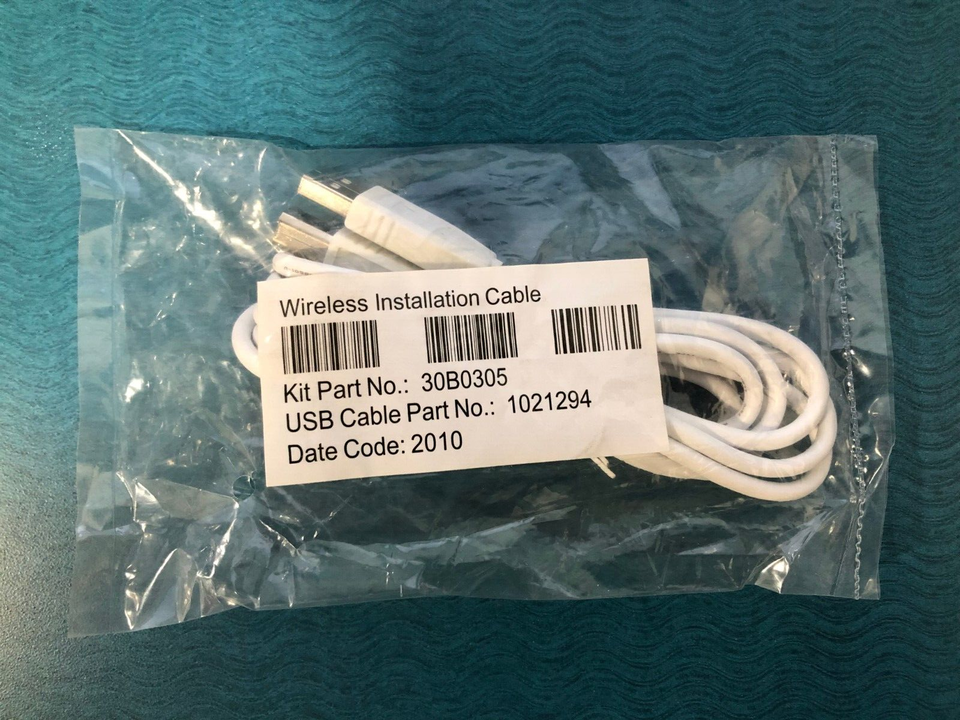 Wireless Installation Cable
Kit Part No.: 30B0305
USB Cable Part No.: 1021294
Date Code: 2010